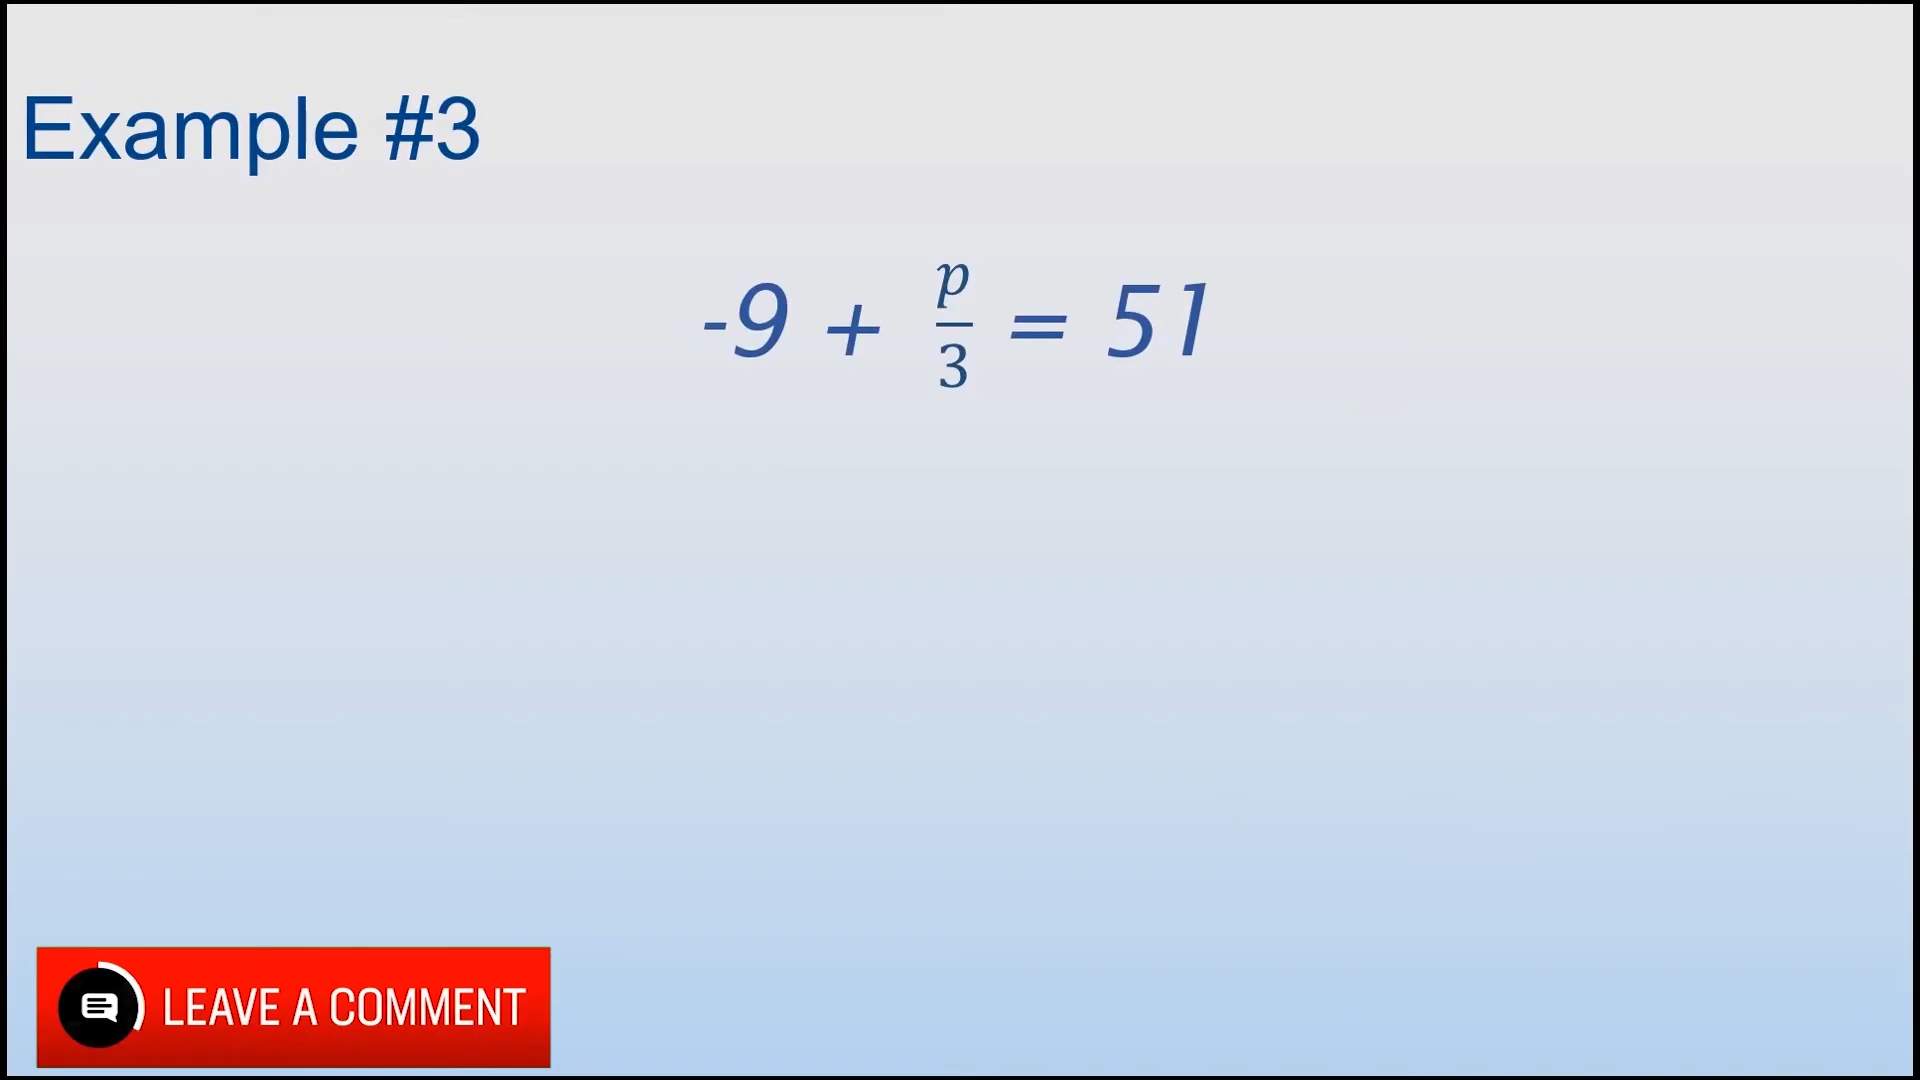 Example #3
-9 + p/3 = 51
LEAVE A COMMENT